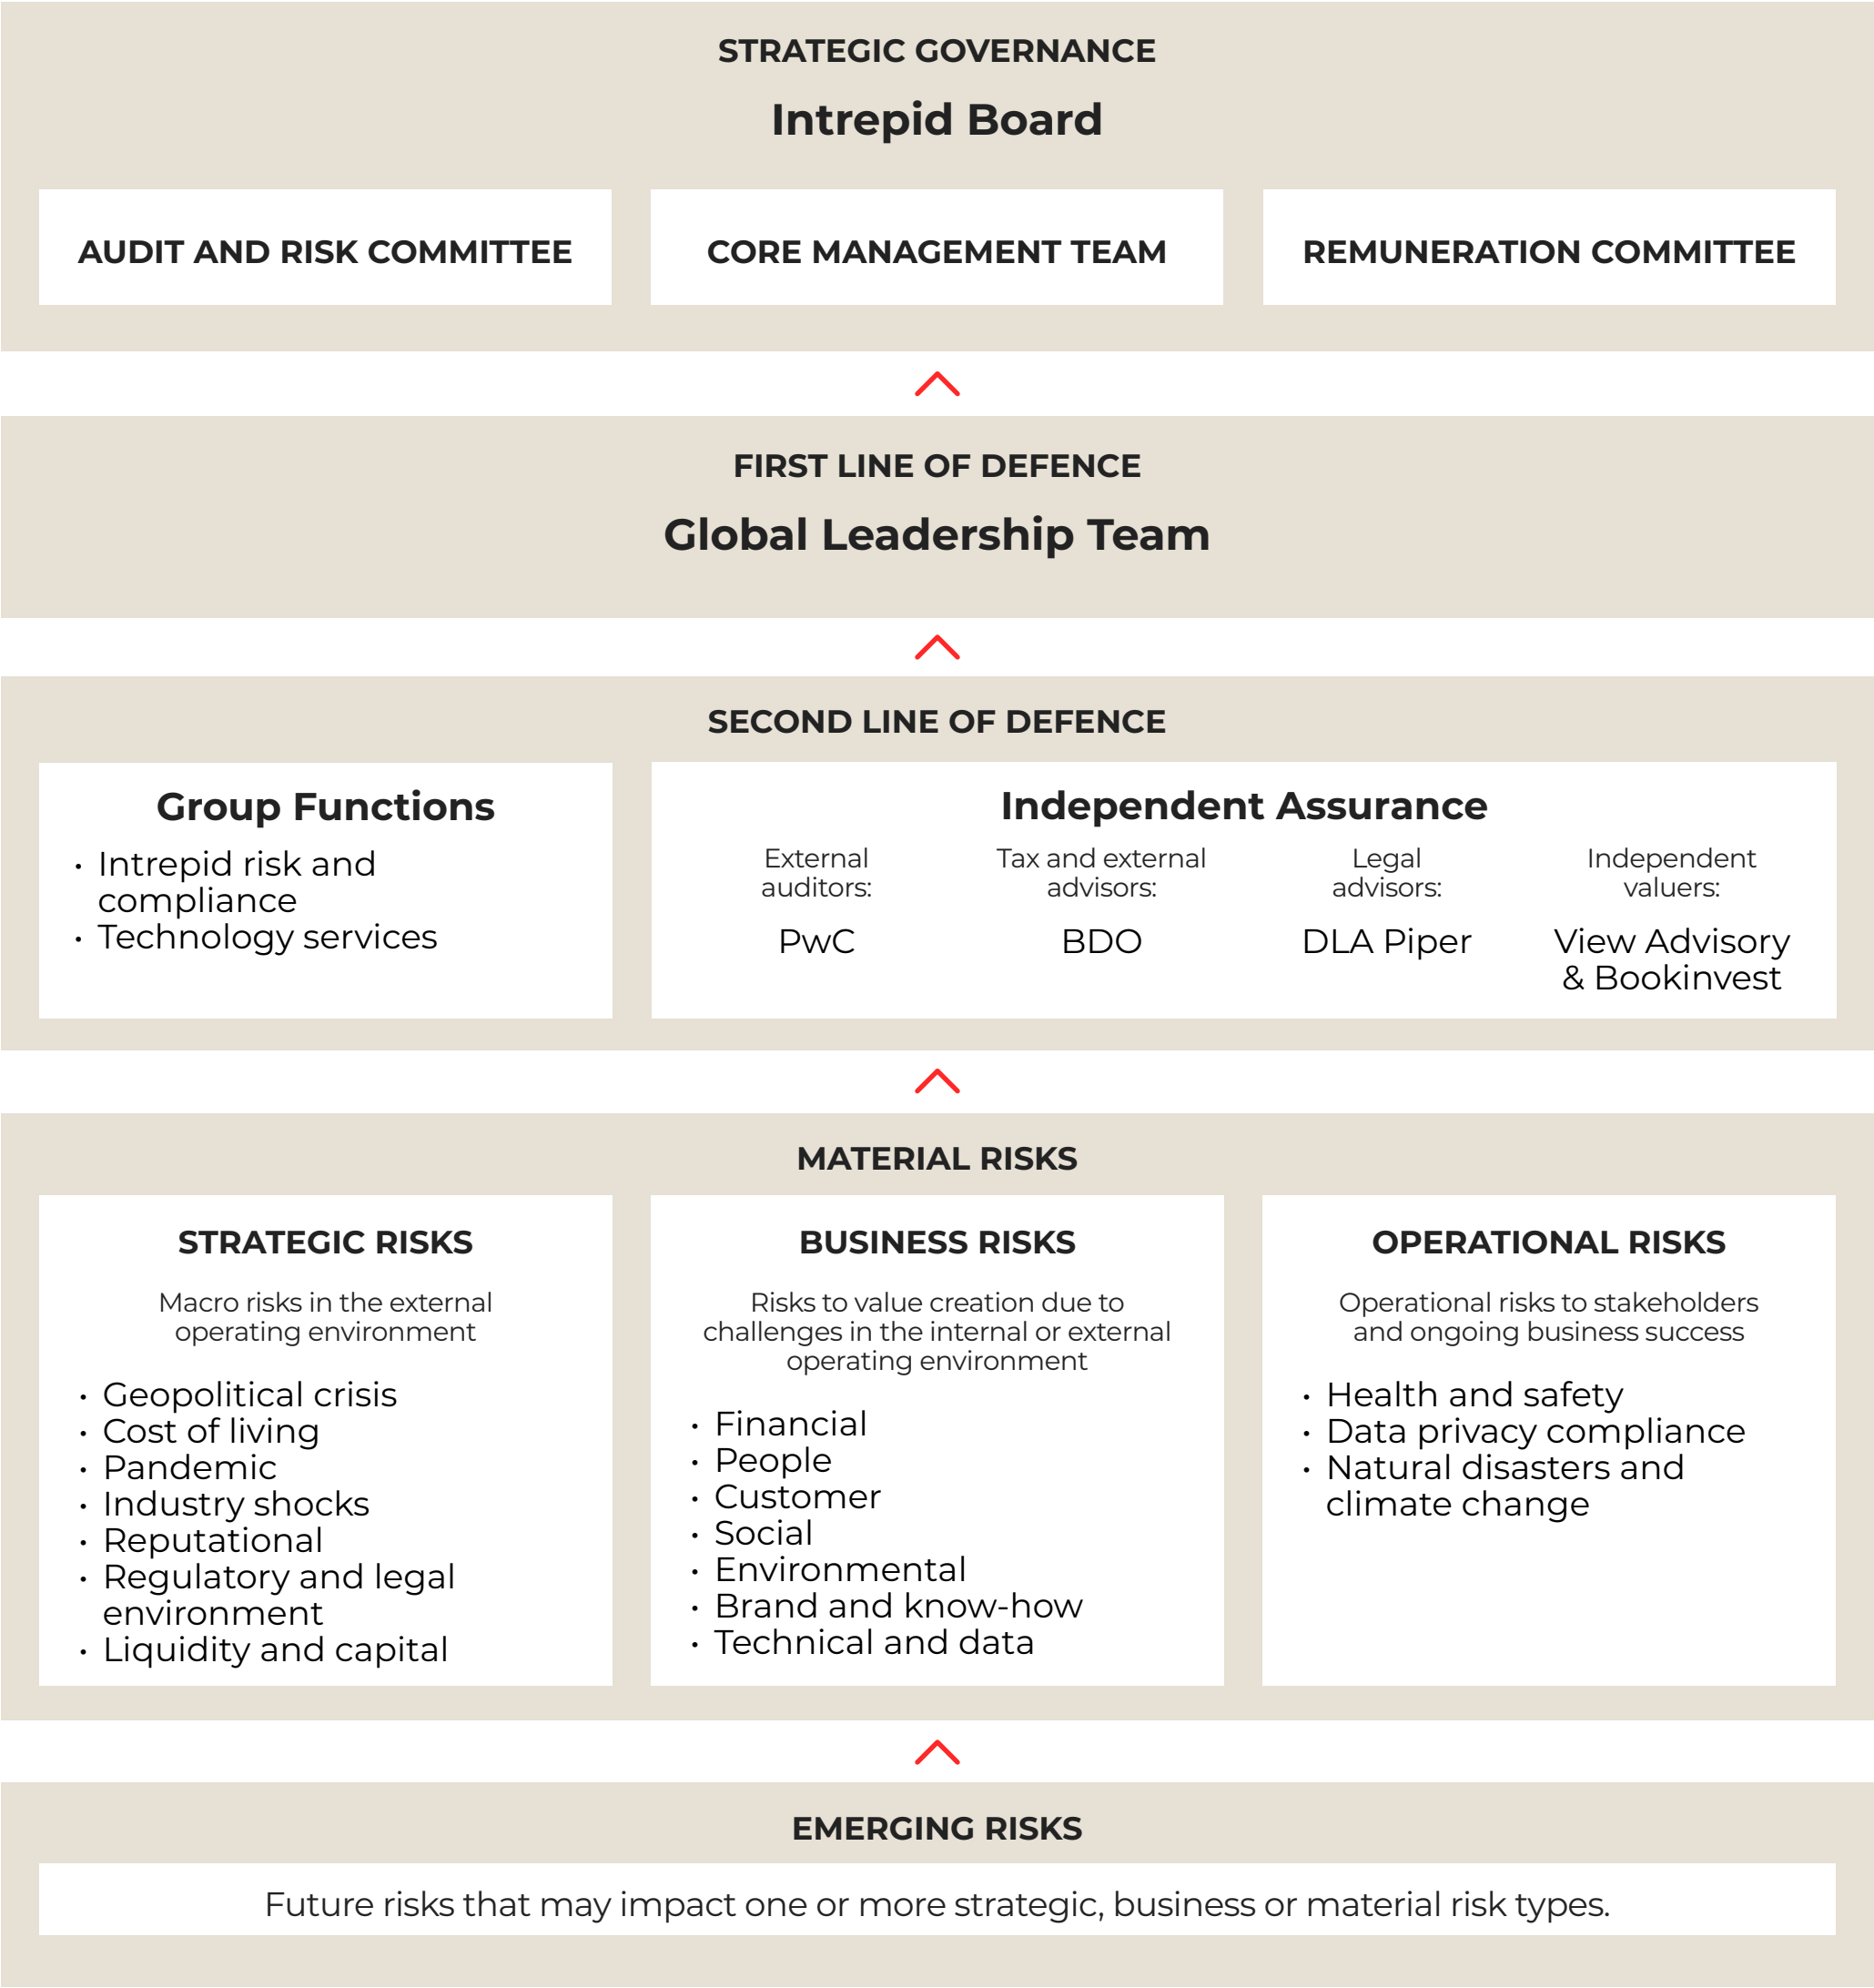 STRATEGIC GOVERNANCE
Intrepid Board
AUDIT AND RISK COMMITTEE
CORE MANAGEMENT TEAM
REMUNERATION COMMITTEE
FIRST LINE OF DEFENCE
Global Leadership Team
SECOND LINE OF DEFENCE
Group Functions
• Intrepid risk and
compliance
• Technology services
Independent Assurance
External
auditors:
PwC
Tax and external
advisors:
BDO
Legal
advisors:
DLA Piper
Independent
valuers:
View Advisory
& Bookinvest
MATERIAL RISKS
STRATEGIC RISKS
Macro risks in the external
operating environment
• Geopolitical crisis
• Cost of living
• Pandemic
• Industry shocks
• Reputational
• Regulatory and legal
environment
• Liquidity and capital
BUSINESS RISKS
Risks to value creation due to
challenges in the internal or external
operating environment
• Financial
• People
• Customer
• Social
• Environmental
• Brand and know-how
• Technical and data
OPERATIONAL RISKS
Operational risks to stakeholders
and ongoing business success
• Health and safety
• Data privacy compliance
• Natural disasters and
climate change
EMERGING RISKS
Future risks that may impact one or more strategic, business or material risk types.